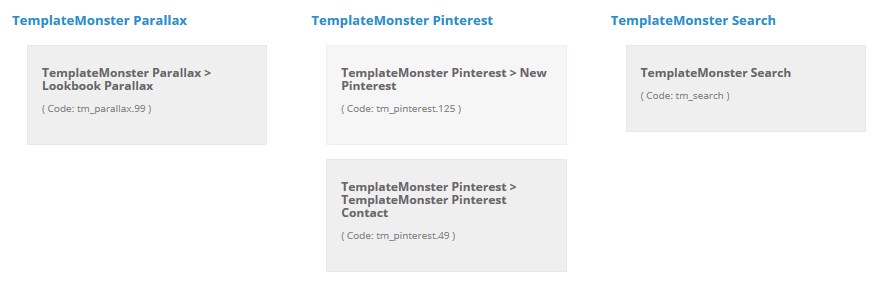 TemplateMonster Parallax
TemplateMonster Parallax >
Lookbook Parallax
( Code: tm_parallax.99 )
TemplateMonster Pinterest
TemplateMonster Pinterest > New
Pinterest
( Code: tm_pinterest.125 )
TemplateMonster Pinterest >
TemplateMonster Pinterest
Contact
( Code: tm_pinterest.49 )
TemplateMonster Search
TemplateMonster Search
( Code: tm_search )